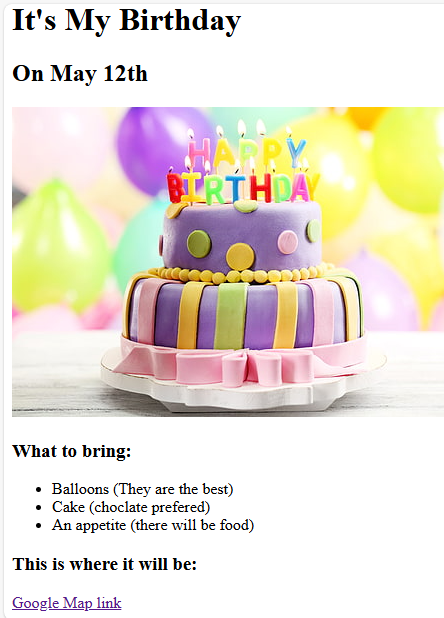 It's My Birthday
On May 12th
HAPPY
BIRTHDAY
What to bring:
Balloons (They are the best)
Cake (choclate prefered)
An appetite (there will be food)
This is where it will be:
Google Map link